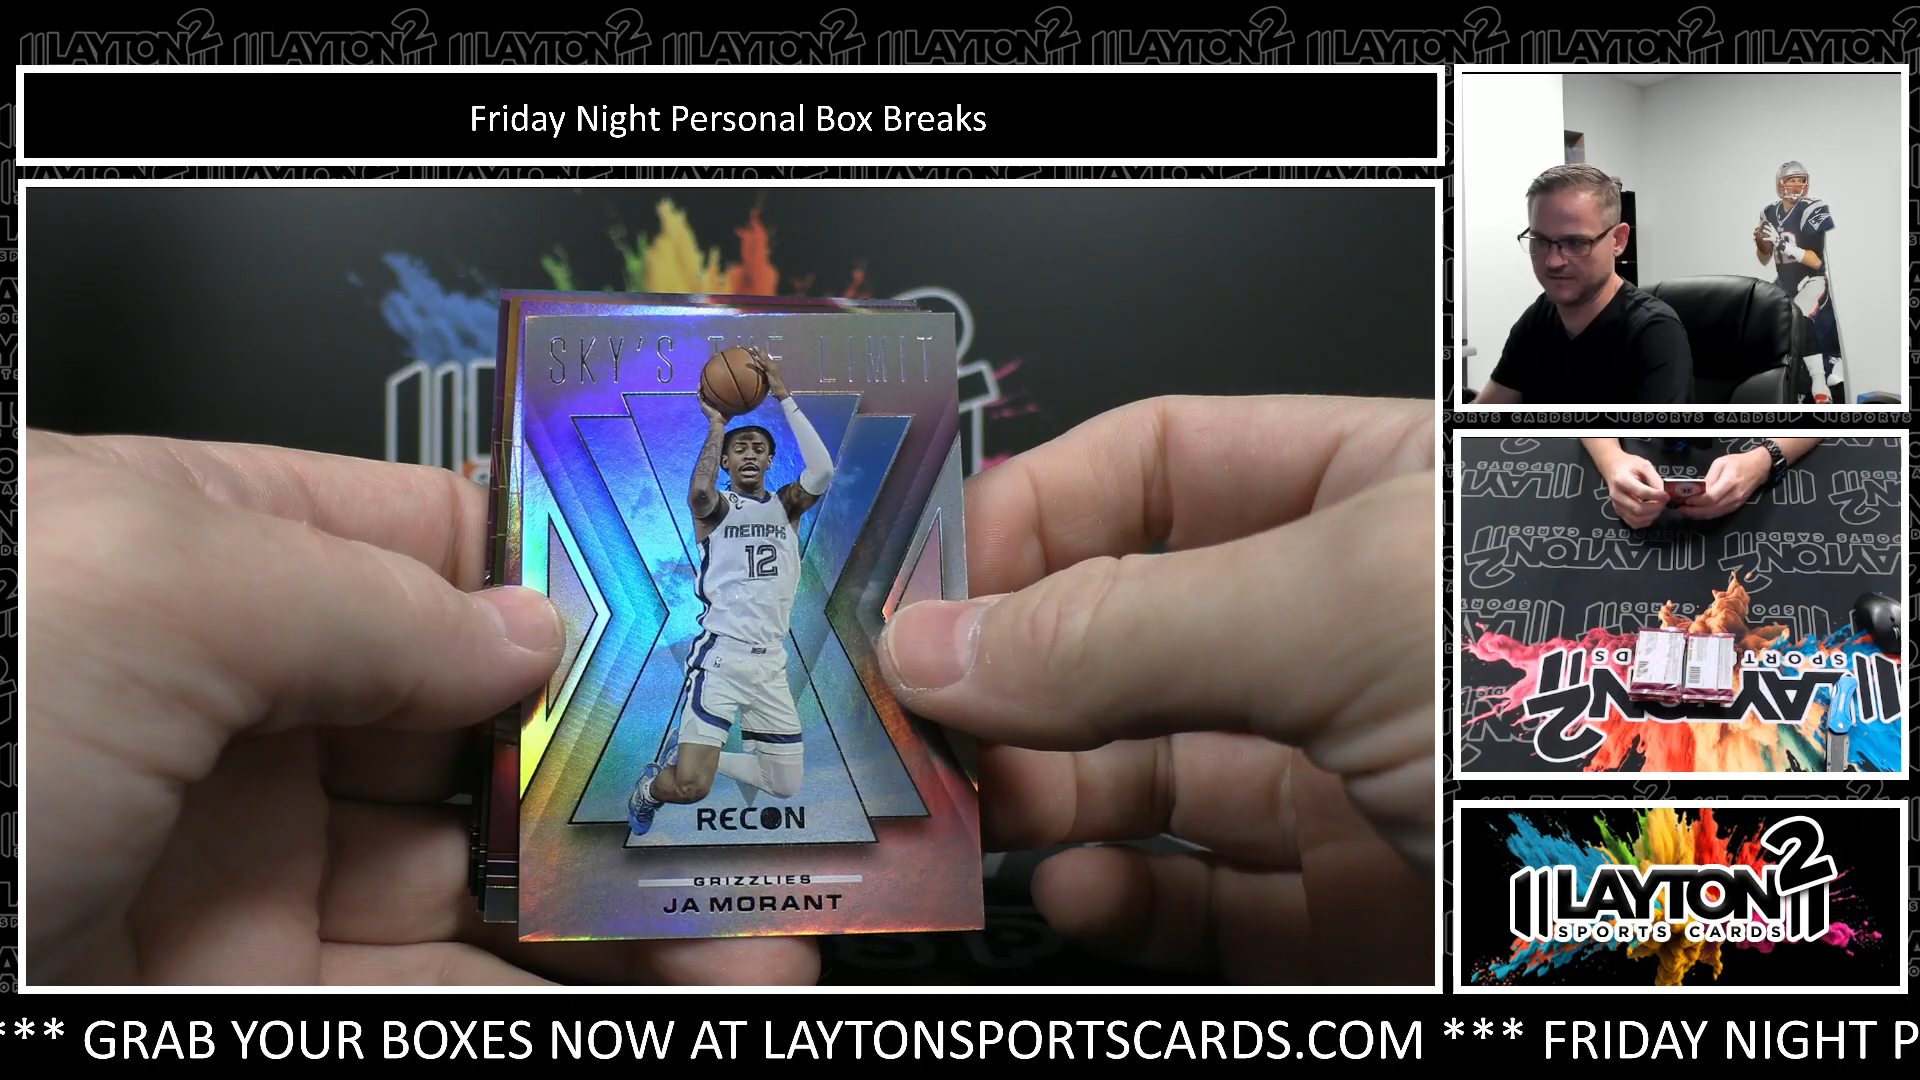 Friday Night Personal Box Breaks
SKY'S THE LIMIT
MEMPHIS
12
RECON
GRIZZLIES
JA MORANT
LAYTON 2
SPORTS CARDS
*** GRAB YOUR BOXES NOW AT LAYTONSPORTSCARDS.COM *** FRIDAY NIGHT P